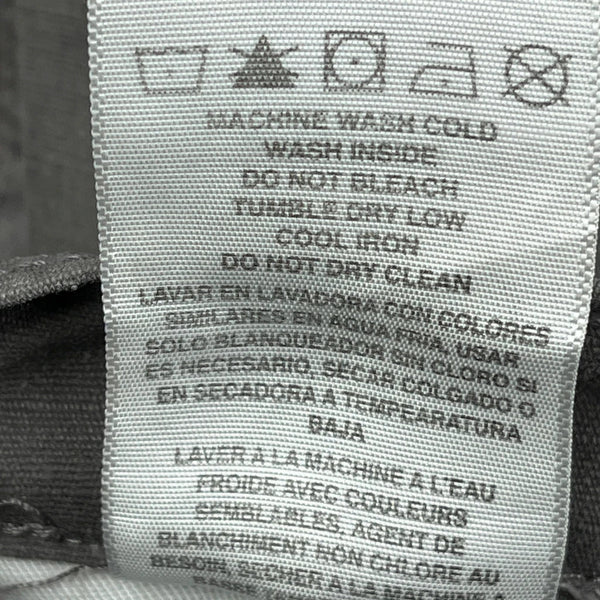 MACHINE WASH COLD
WASH INSIDE
DO NOT BLEACH
TUMBLE DRY LOW
COOL IRON
DO NOT DRY CLEAN
LAVAR EN LAVADORA CON COLORES
SIMILARES EN AGUA FRIA, USAR
SOLO BLANQUEADOR SIN CLORO SI
ES NECESARIO, SECAR COLGADO O
EN SECADORA A TEMPEARATURA
BAJA
LAVER A LA MACHINE A L'EAU
FROIDE AVEC COULEURS
SEMBLABLES, AGENT DE
BLANCHIMENT NON CHLORE AU
BESOIN, SECHER A LA MACHINE A